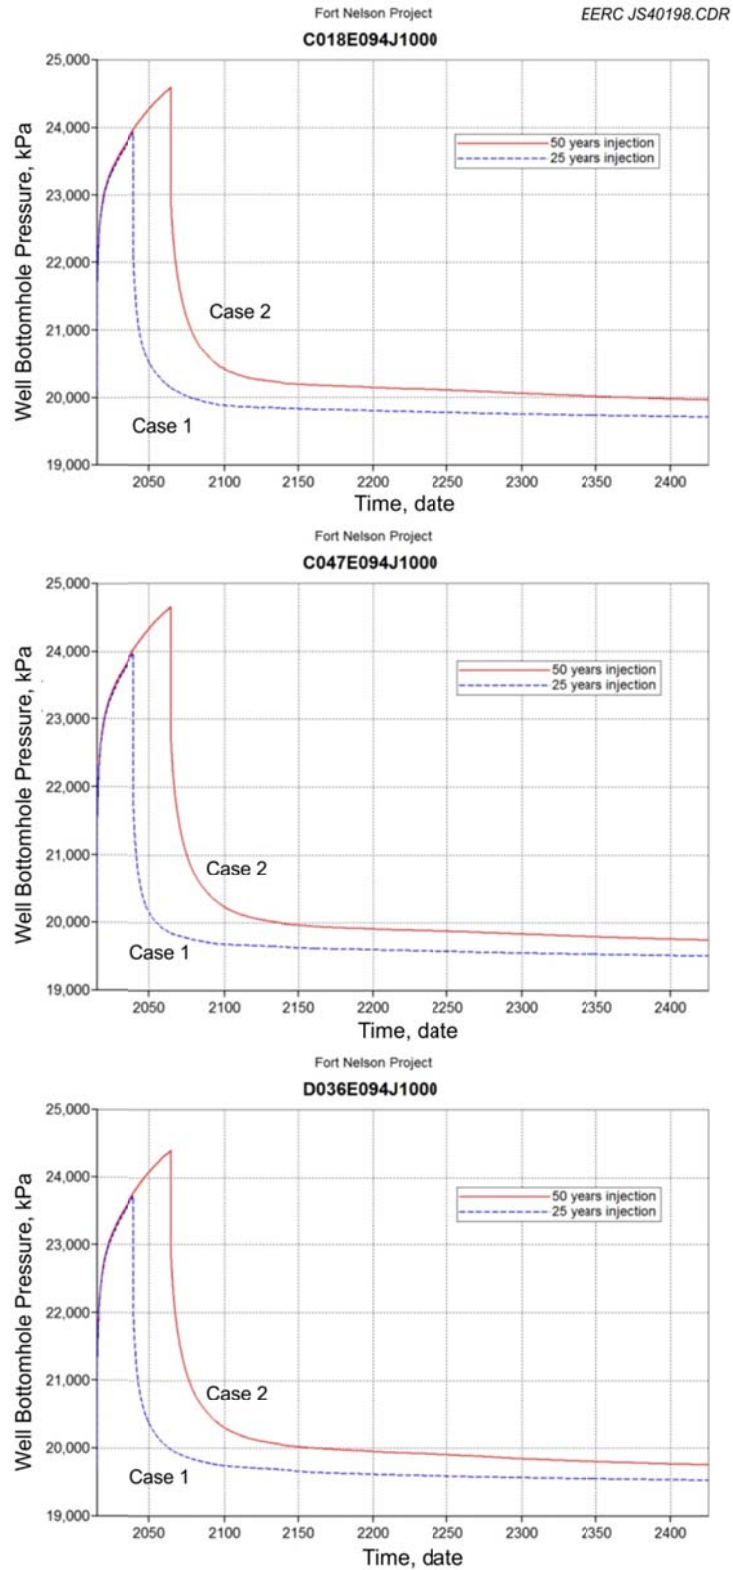 Fort Nelson Project
EERC JS40198.CDR
C018E094J1000
25,000
24,000
23,000
22,000
21,000
20,000
19,000
Well Bottomhole Pressure, kPa
50 years injection
25 years injection
Case 2
Case 1
2050 2100 2150 2200 2250 2300 2350 2400
Time, date
Fort Nelson Project
C047E094J1000
25,000
24,000
23,000
22,000
21,000
20,000
19,000
Well Bottomhole Pressure, kPa
50 years injection
25 years injection
Case 2
Case 1
2050 2100 2150 2200 2250 2300 2350 2400
Time, date
Fort Nelson Project
D036E094J1000
25,000
24,000
23,000
22,000
21,000
20,000
19,000
Well Bottomhole Pressure, kPa
50 years injection
25 years injection
Case 2
Case 1
2050 2100 2150 2200 2250 2300 2350 2400
Time, date